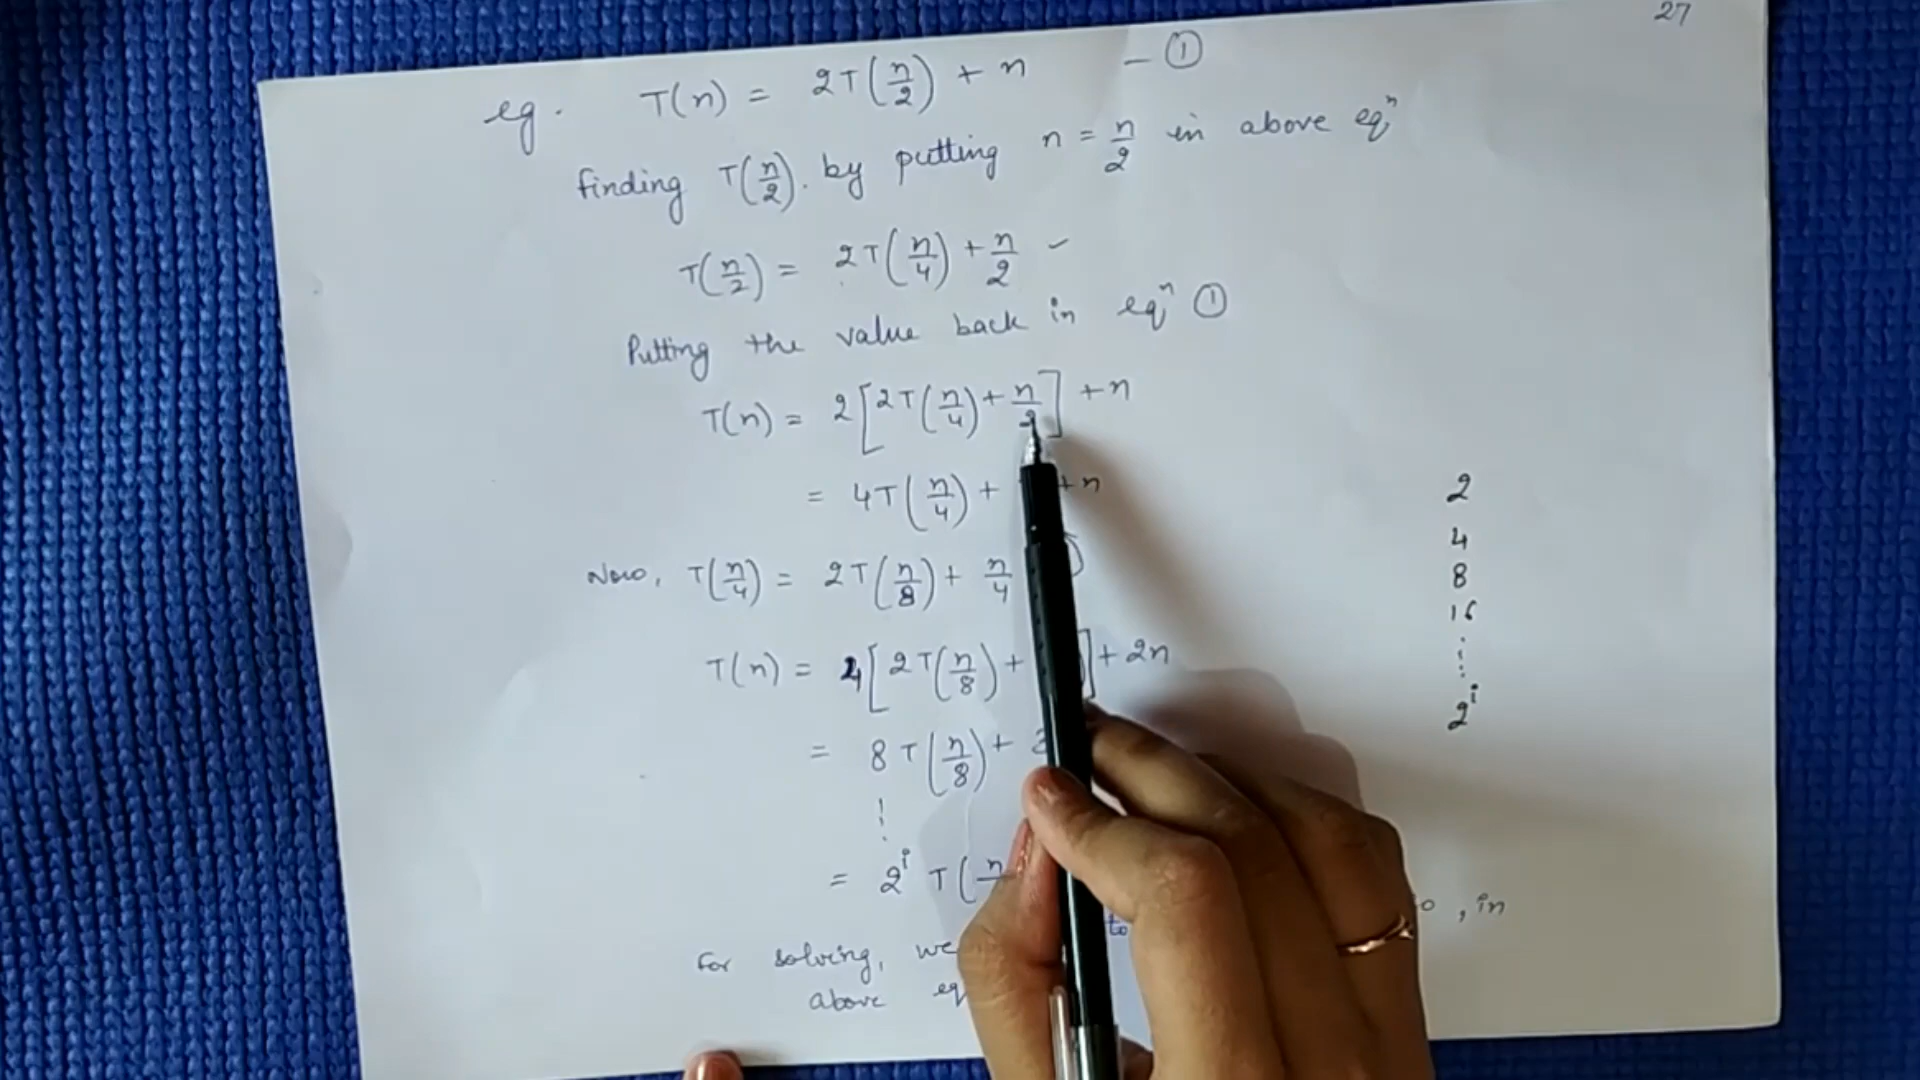 27
eg. T(n) = 2T(n/2) + n — ①
finding T(n/2) by putting n = n/2 in above eqⁿ
T(n/2) = 2T(n/4) + n/2 -
Putting the value back in eqⁿ ①
T(n) = 2[2T(n/4) + n/2] + n
= 4T(n/4) + + n
Now, T(n/4) = 2T(n/8) + n/4
T(n) = 4[2T(n/8) + ] + 2n
= 8T(n/8) +
= 2ⁱ T(n
For solving, we to , in
above
2
4
8
16
2ⁱ